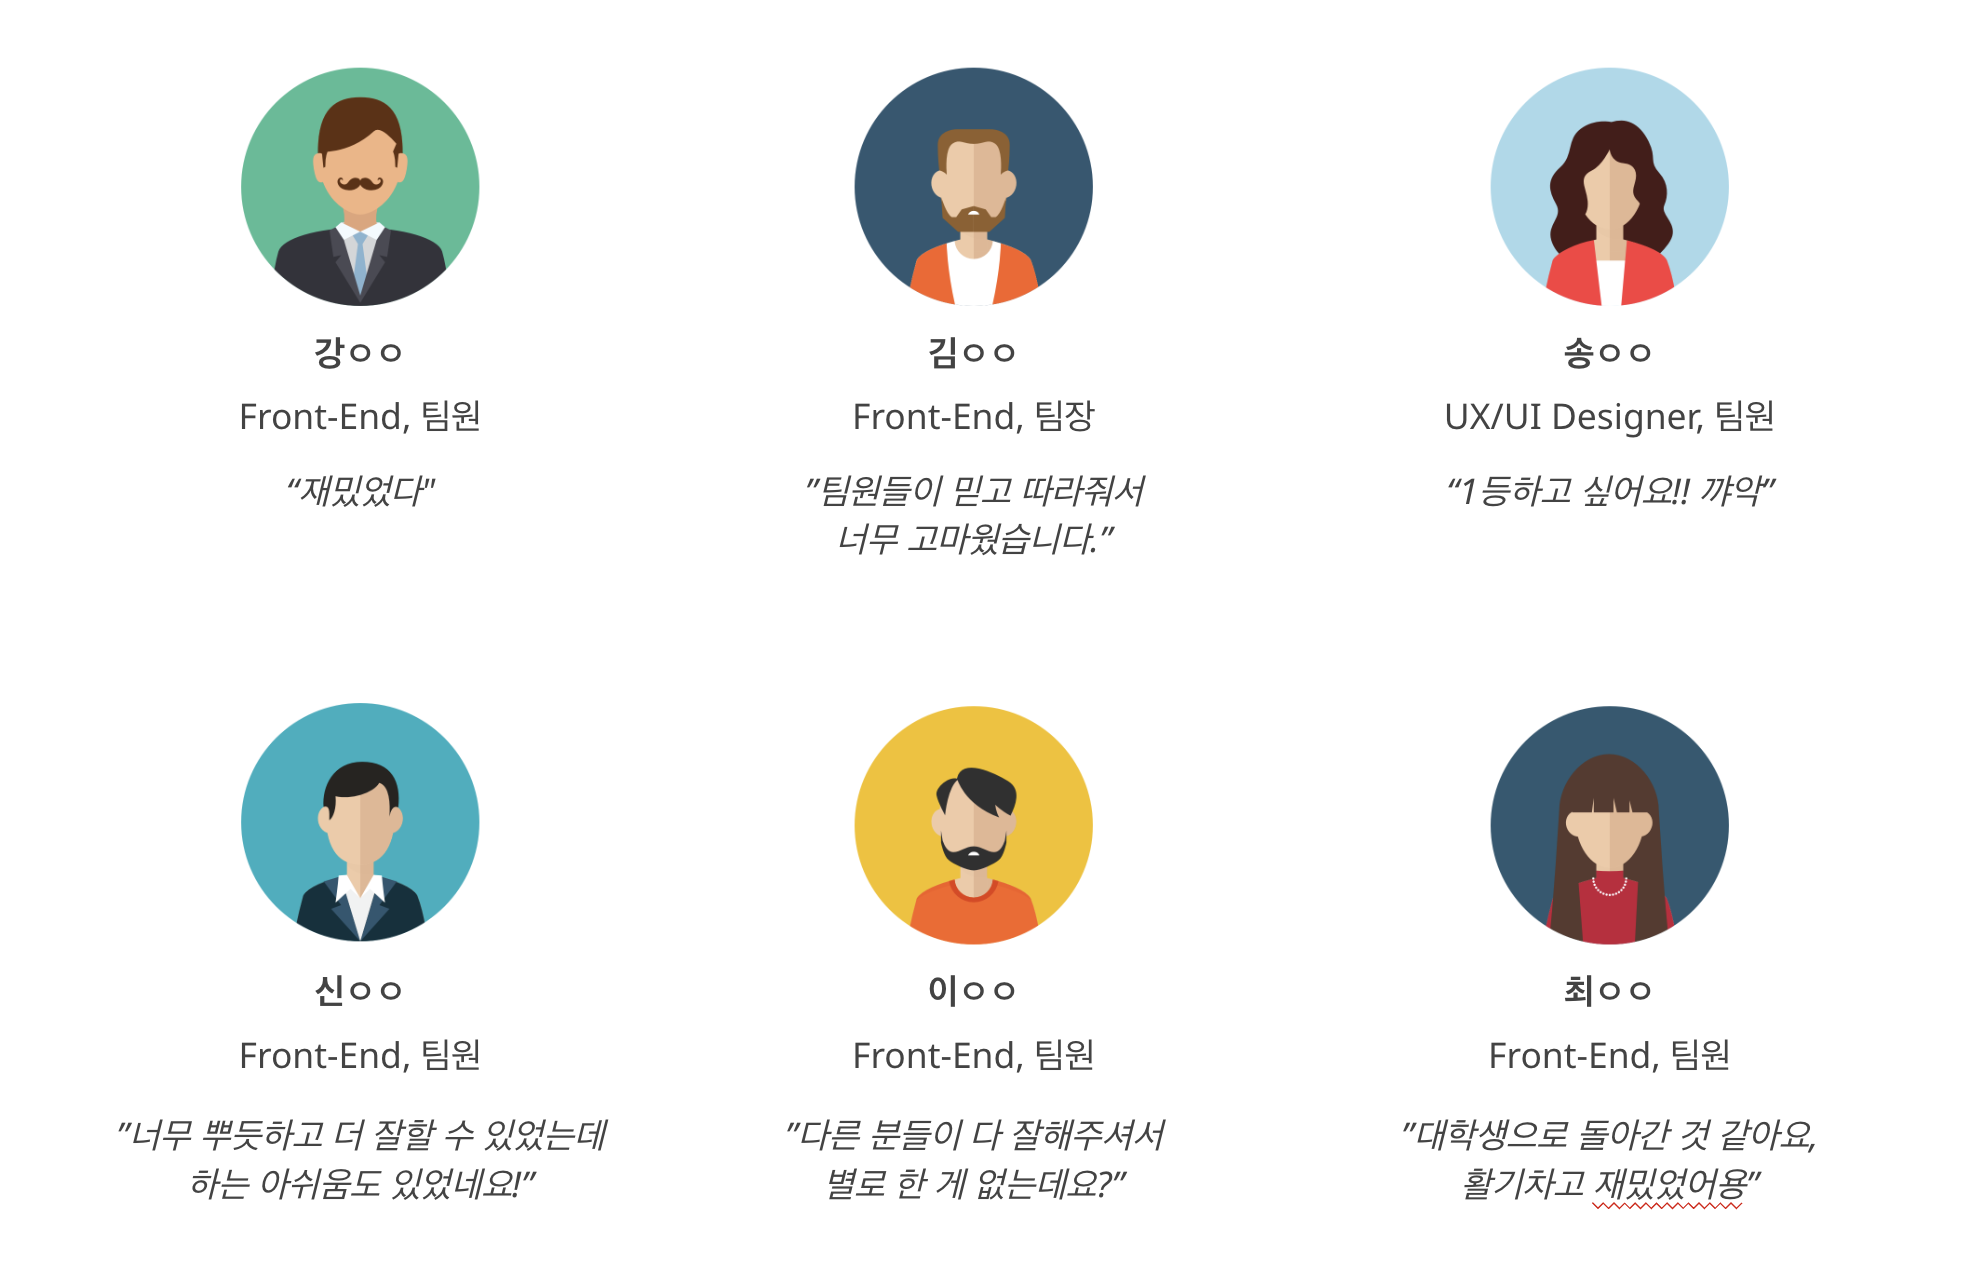 강ㅇㅇ
Front-End, 팀원
“재밌었다"
김ㅇㅇ
Front-End, 팀장
”팀원들이 믿고 따라줘서
너무 고마웠습니다.”
송ㅇㅇ
UX/UI Designer, 팀원
“1등하고 싶어요!! 꺄악”
신ㅇㅇ
Front-End, 팀원
”너무 뿌듯하고 더 잘할 수 있었는데
하는 아쉬움도 있었네요!”
이ㅇㅇ
Front-End, 팀원
”다른 분들이 다 잘해주셔서
별로 한 게 없는데요?”
최ㅇㅇ
Front-End, 팀원
”대학생으로 돌아간 것 같아요,
활기차고 재밌었어용”